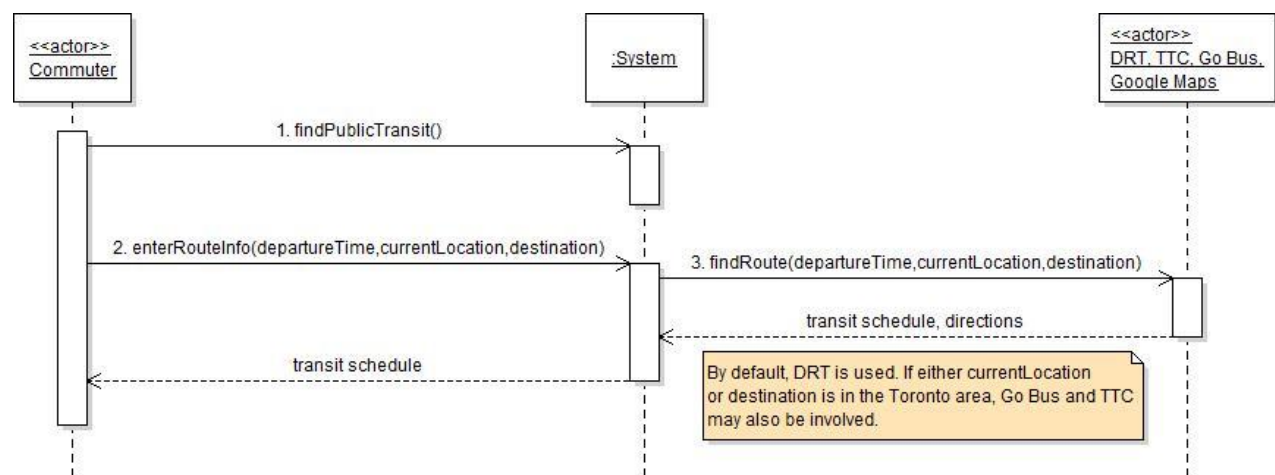 <<actor>>
Commuter
:System
<<actor>>
DRT, TTC, Go Bus,
Google Maps
1. findPublicTransit()
2. enterRouteInfo(departureTime,currentLocation,destination)
3. findRoute(departureTime,currentLocation,destination)
transit schedule, directions
transit schedule
By default, DRT is used. If either currentLocation
or destination is in the Toronto area, Go Bus and TTC
may also be involved.